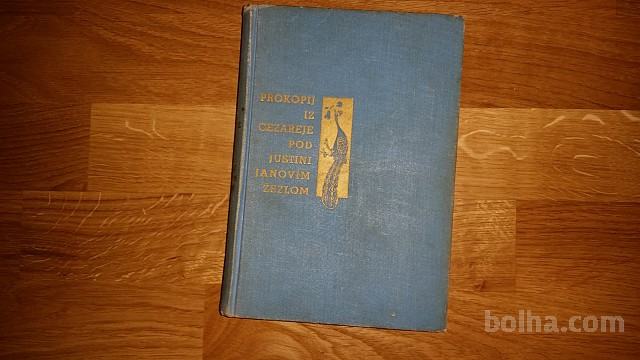 PROKOPIJ
IZ
CEZAREJE
POD
JUSTINI
JANOVIM
ŽEZLOM
bolha.com